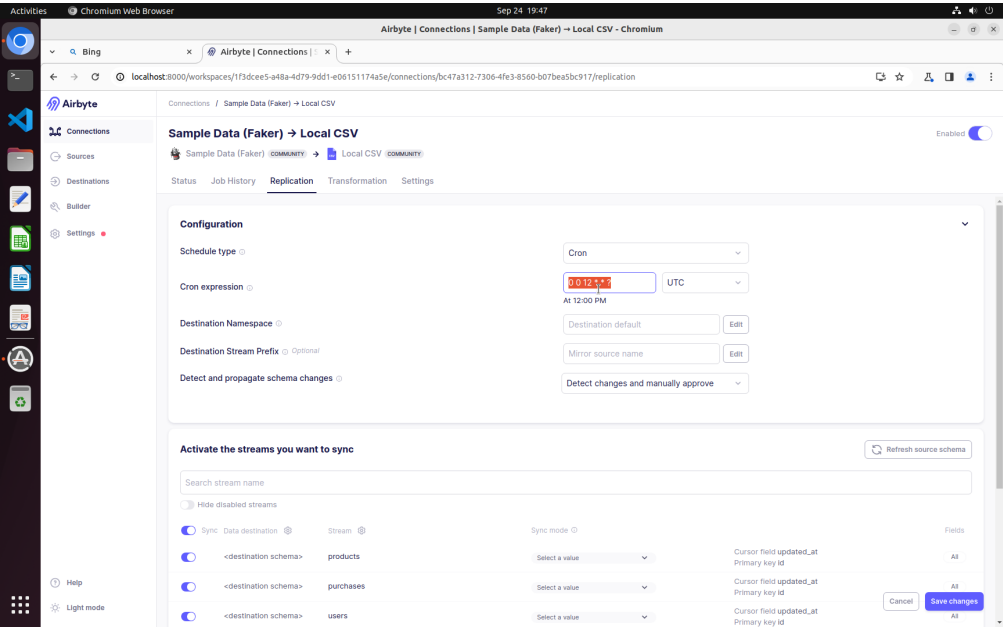 Activities
Chromium Web Browser
Sep 24 19:47
Airbyte | Connections | Sample Data (Faker) → Local CSV - Chromium
Bing
Airbyte | Connections | S
localhost:8000/workspaces/1f3dcee5-a48a-4d79-9dd1-e06151174a5e/connections/bc47a312-7306-4fe3-8560-b07bea5bc917/replication
Airbyte
Connections
Sources
Destinations
Builder
Settings
Help
Light mode
Connections / Sample Data (Faker) → Local CSV
Sample Data (Faker) → Local CSV
Enabled
Sample Data (Faker) COMMUNITY → Local CSV COMMUNITY
Status Job History Replication Transformation Settings
Configuration
Schedule type
Cron
Cron expression
0 0 12 * * ?
UTC
At 12:00 PM
Destination Namespace
Destination default
Edit
Destination Stream Prefix Optional
Mirror source name
Edit
Detect and propagate schema changes
Detect changes and manually approve
Activate the streams you want to sync
Refresh source schema
Search stream name
Hide disabled streams
Sync Data destination Stream Sync mode Fields
<destination schema> products Select a value Cursor field updated_at All
Primary key id
<destination schema> purchases Select a value Cursor field updated_at All
Primary key id
<destination schema> users Select a value Cursor field updated_at All
Primary key id
Cancel
Save changes